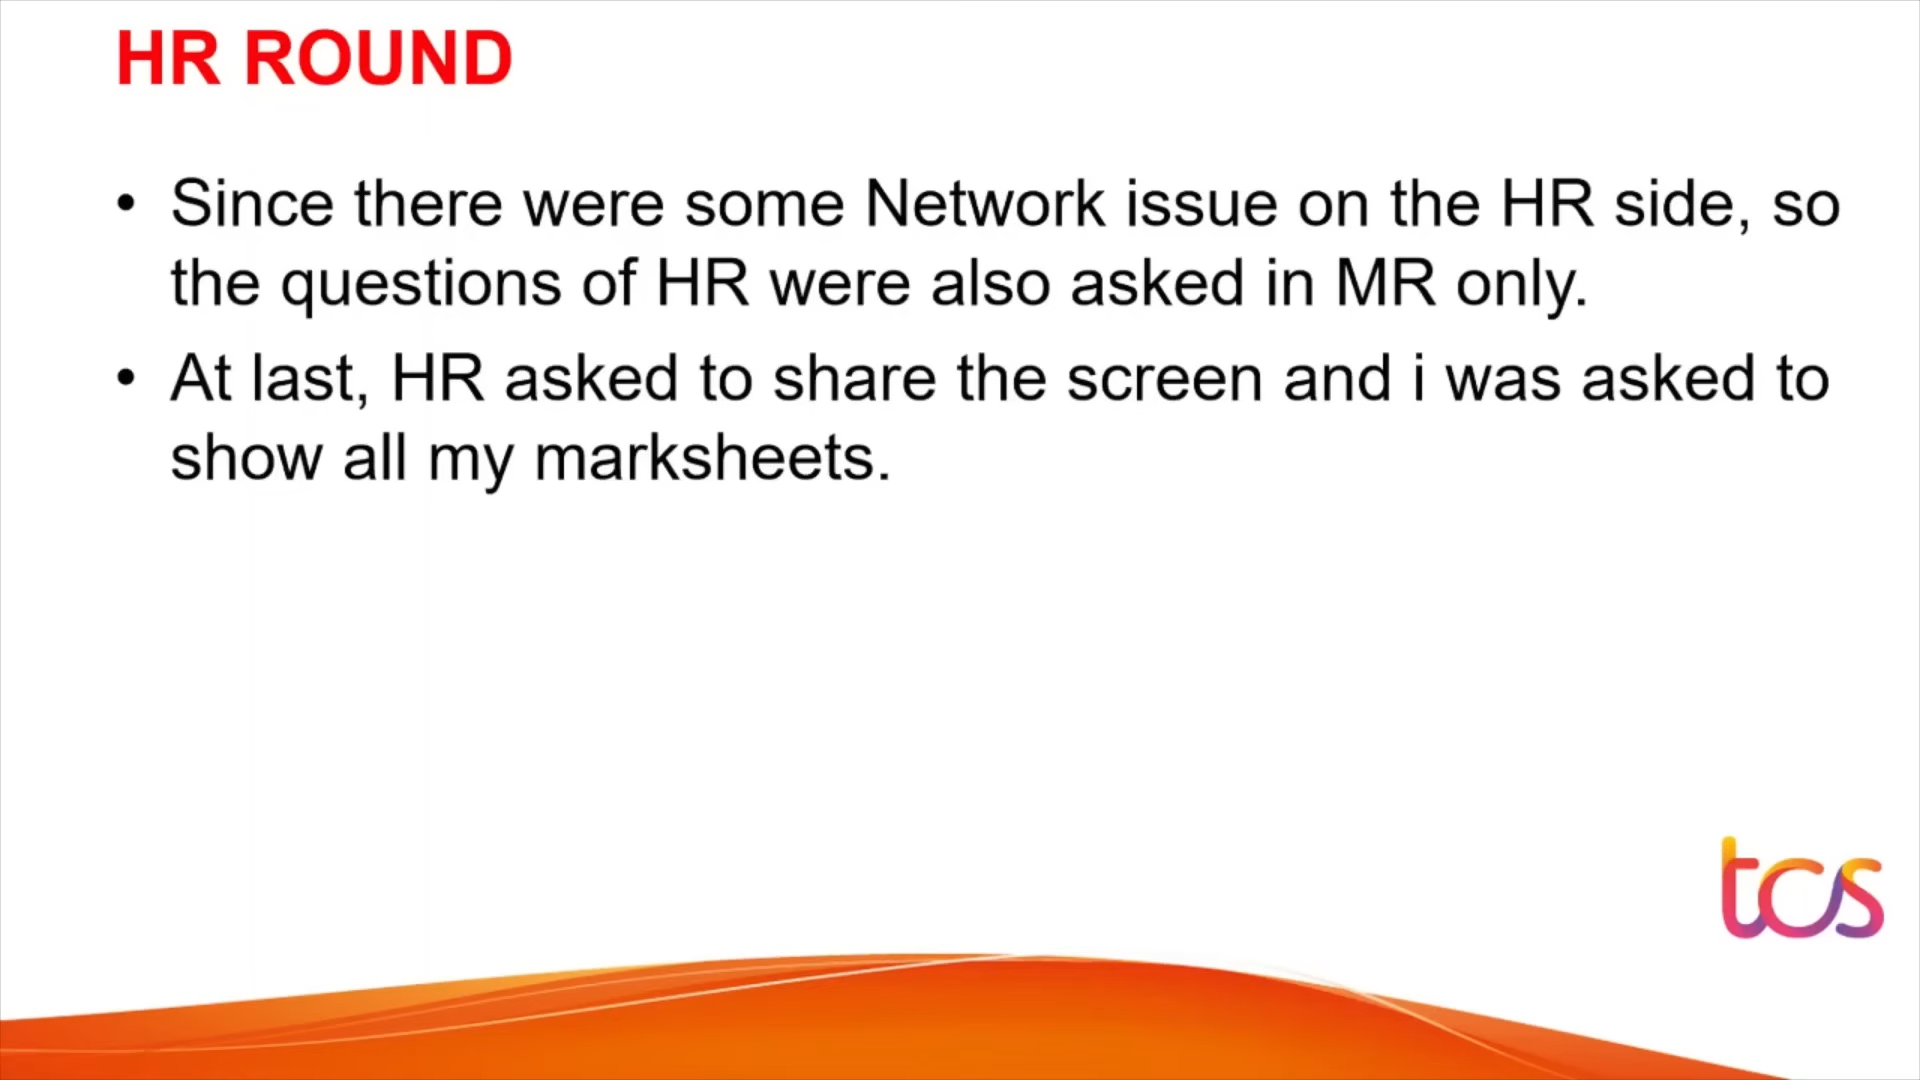 HR ROUND
• Since there were some Network issue on the HR side, so
the questions of HR were also asked in MR only.
• At last, HR asked to share the screen and i was asked to
show all my marksheets.
tcs